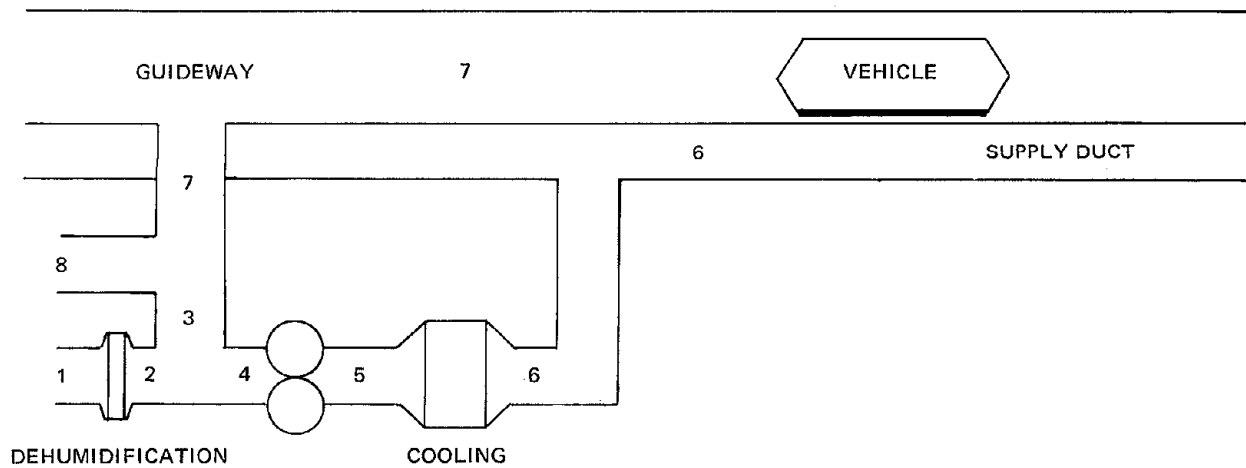 GUIDEWAY 7 VEHICLE
6 SUPPLY DUCT
7
8
3
1 2 4 5 6
DEHUMIDIFICATION COOLING